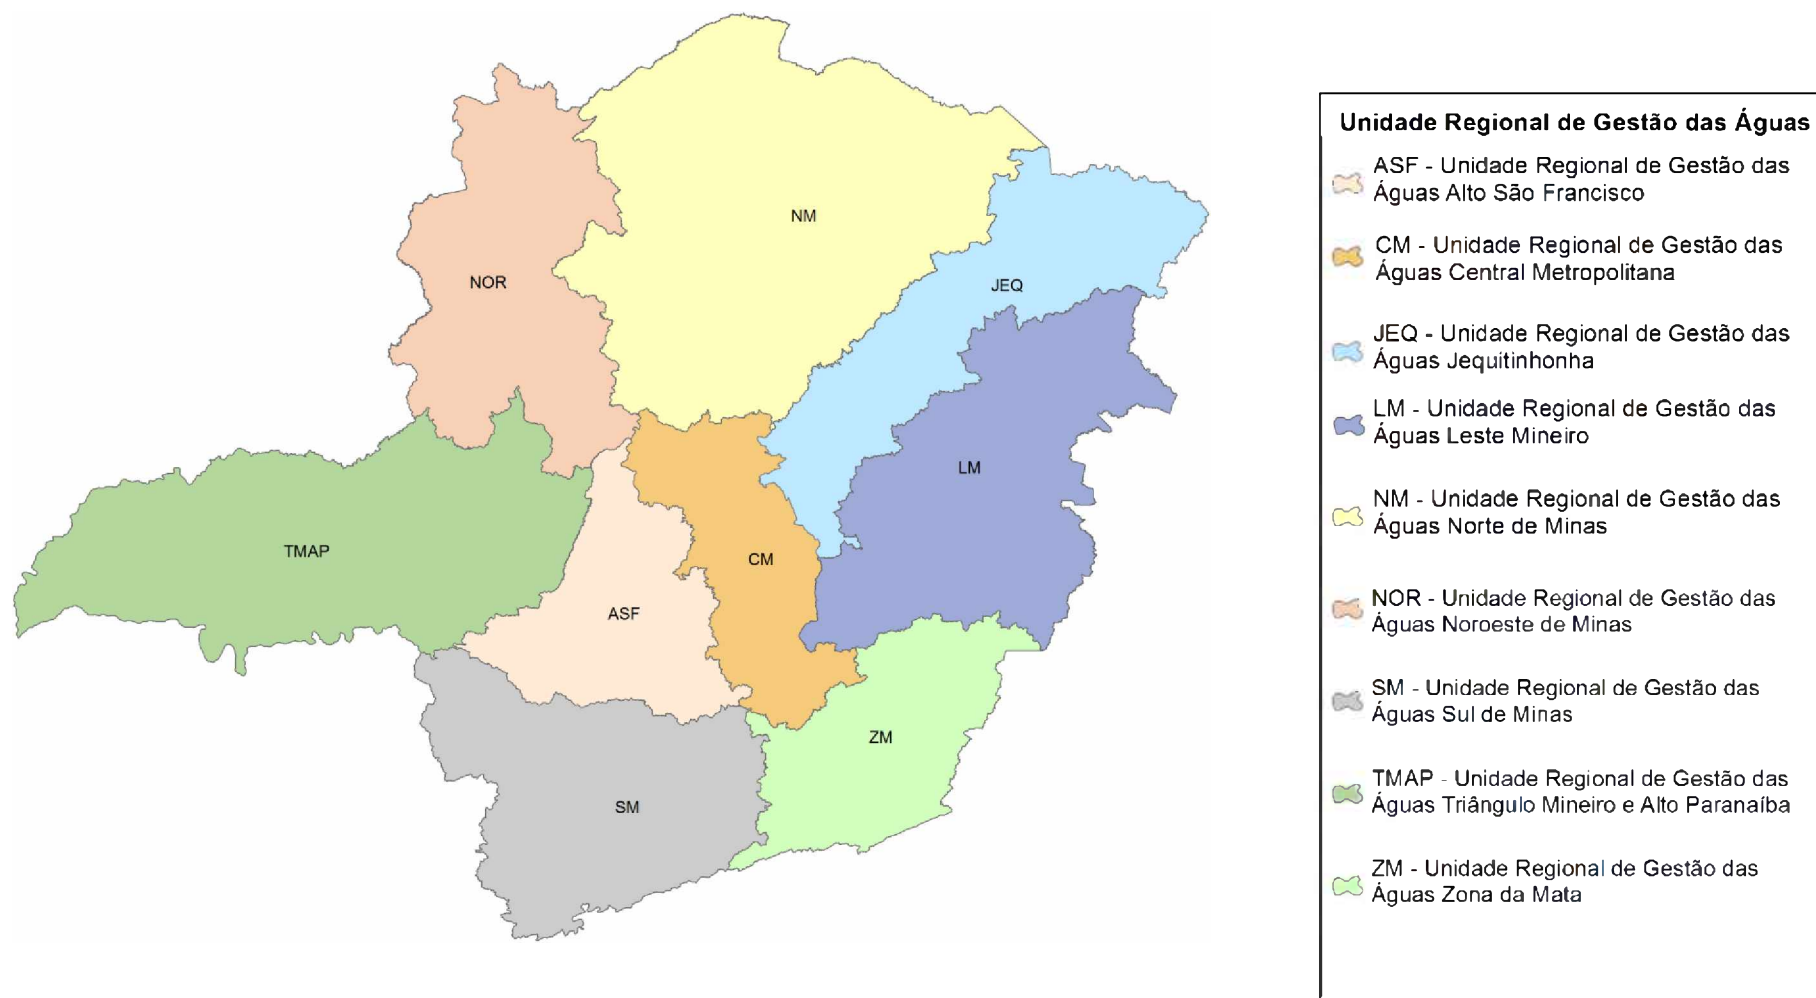 NM
NOR
JEQ
LM
TMAP
CM
ASF
ZM
SM
Unidade Regional de Gestão das Águas
ASF - Unidade Regional de Gestão das
Águas Alto São Francisco
CM - Unidade Regional de Gestão das
Águas Central Metropolitana
JEQ - Unidade Regional de Gestão das
Águas Jequitinhonha
LM - Unidade Regional de Gestão das
Águas Leste Mineiro
NM - Unidade Regional de Gestão das
Águas Norte de Minas
NOR - Unidade Regional de Gestão das
Águas Noroeste de Minas
SM - Unidade Regional de Gestão das
Águas Sul de Minas
TMAP - Unidade Regional de Gestão das
Águas Triângulo Mineiro e Alto Paranaíba
ZM - Unidade Regional de Gestão das
Águas Zona da Mata